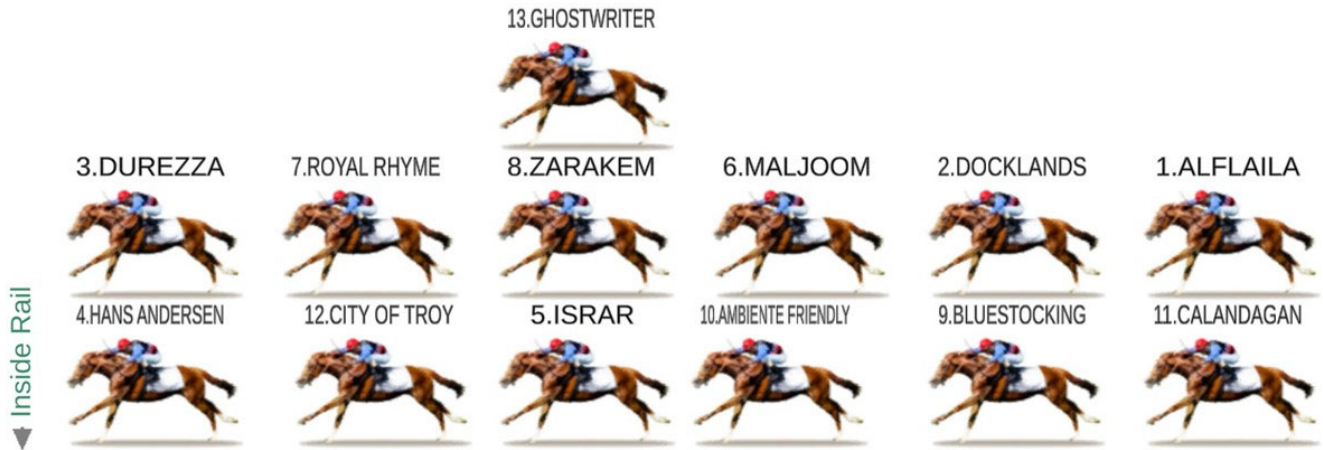 13.GHOSTWRITER
3.DUREZZA
7.ROYAL RHYME
8.ZARAKEM
6.MALJOOM
2.DOCKLANDS
1.ALFLAILA
4.HANS ANDERSEN
12.CITY OF TROY
5.ISRAR
10.AMBIENTE FRIENDLY
9.BLUESTOCKING
11.CALANDAGAN
Inside Rail